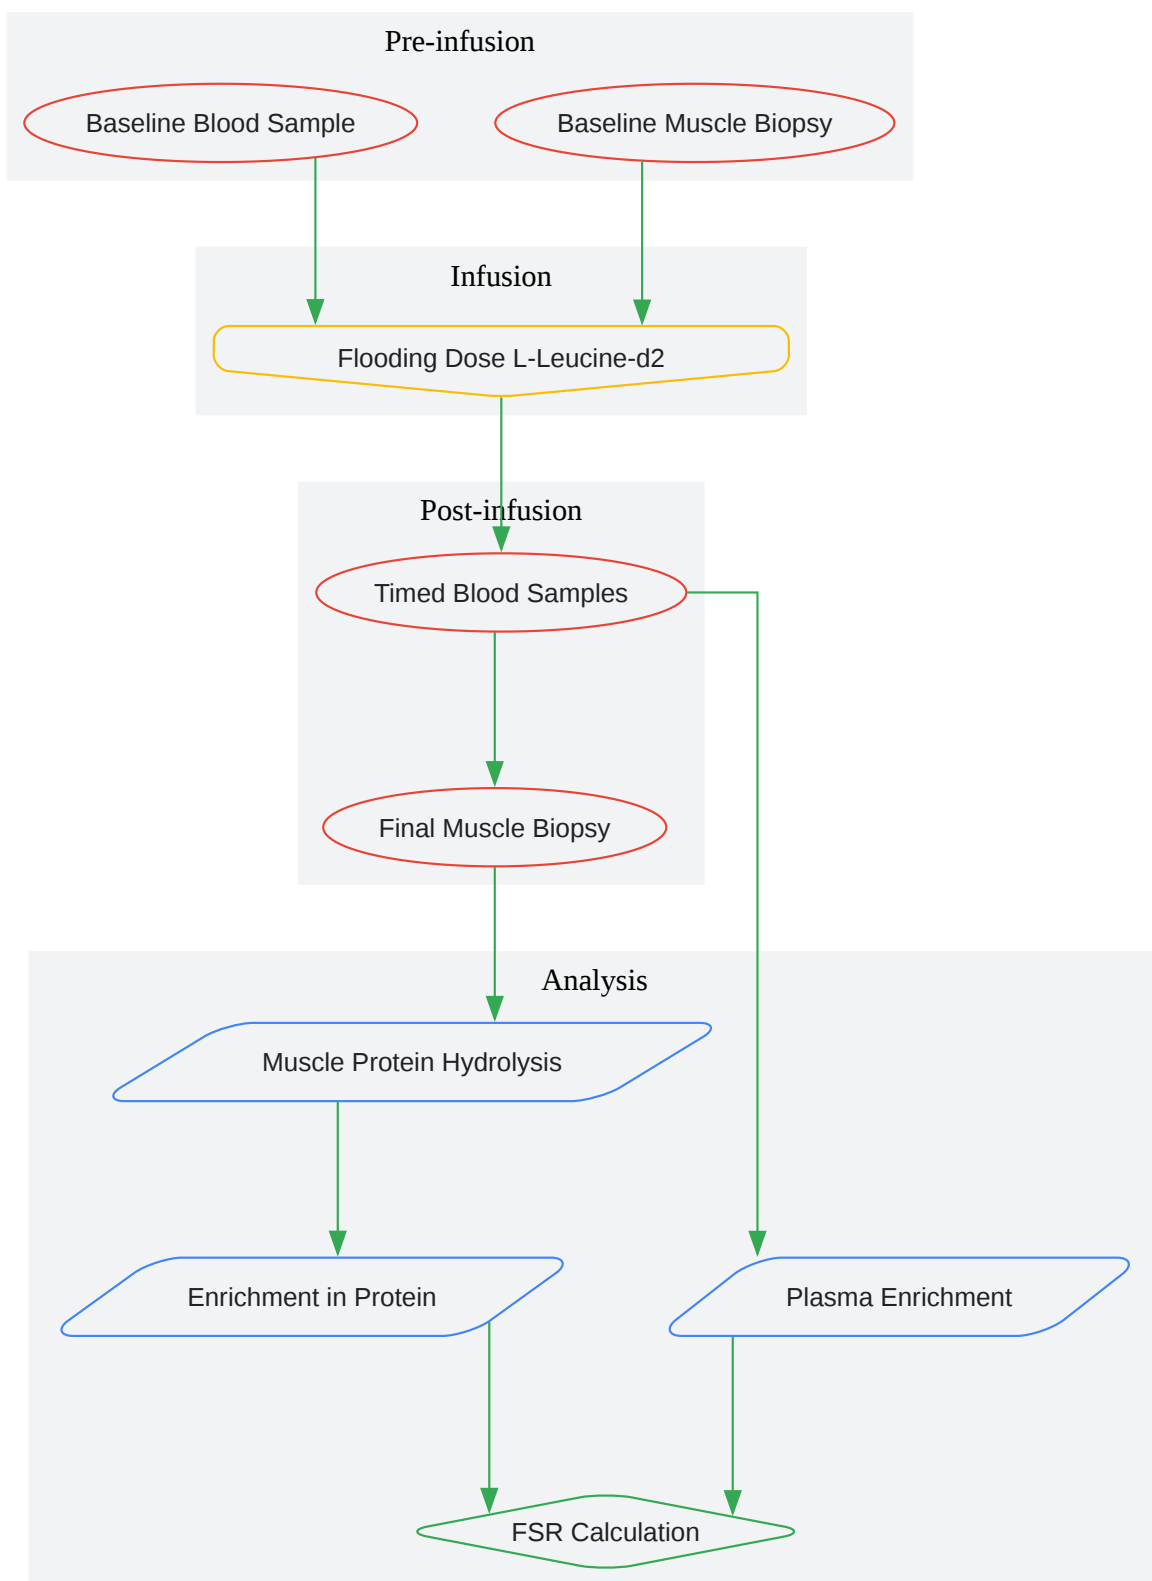 Pre-infusion
Baseline Blood Sample
Baseline Muscle Biopsy
Infusion
Flooding Dose L-Leucine-d2
Post-infusion
Timed Blood Samples
Final Muscle Biopsy
Analysis
Muscle Protein Hydrolysis
Enrichment in Protein
Plasma Enrichment
FSR Calculation